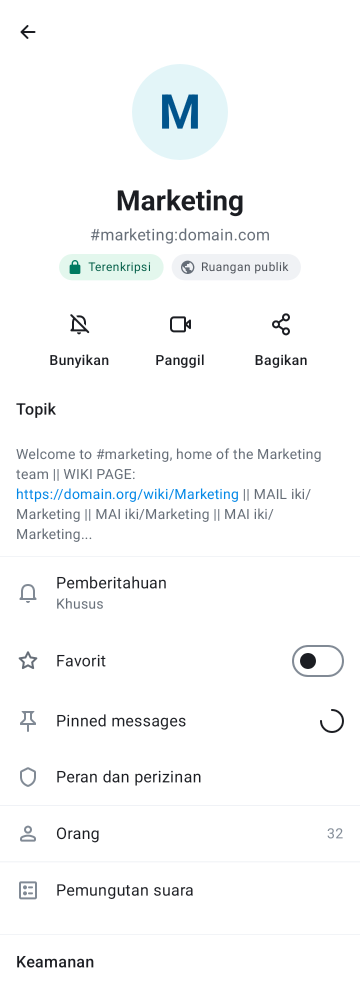 M
Marketing
#marketing:domain.com
Terenkripsi
Ruangan publik
Bunyikan
Panggil
Bagikan
Topik
Welcome to #marketing, home of the Marketing
team || WIKI PAGE:
https://domain.org/wiki/Marketing || MAIL iki/
Marketing || MAI iki/Marketing || MAI iki/
Marketing...
Pemberitahuan
Khusus
Favorit
Pinned messages
Peran dan perizinan
Orang
32
Pemungutan suara
Keamanan